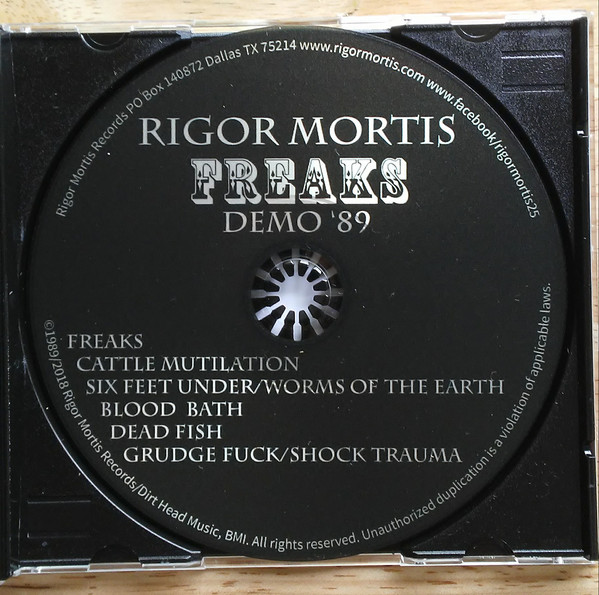 Rigor Mortis Records PO Box 140872 Dallas TX 75214 www.rigormortis.com www.facebook/rigormortis25
RIGOR MORTIS
FREAKS
DEMO '89
FREAKS
CATTLE MUTILATION
SIX FEET UNDER/WORMS OF THE EARTH
BLOOD BATH
DEAD FISH
GRUDGE FUCK/SHOCK TRAUMA
©1989/2018 Rigor Mortis Records/Dirt Head Music, BMI. All rights reserved. Unauthorized duplication is a violation of applicable laws.